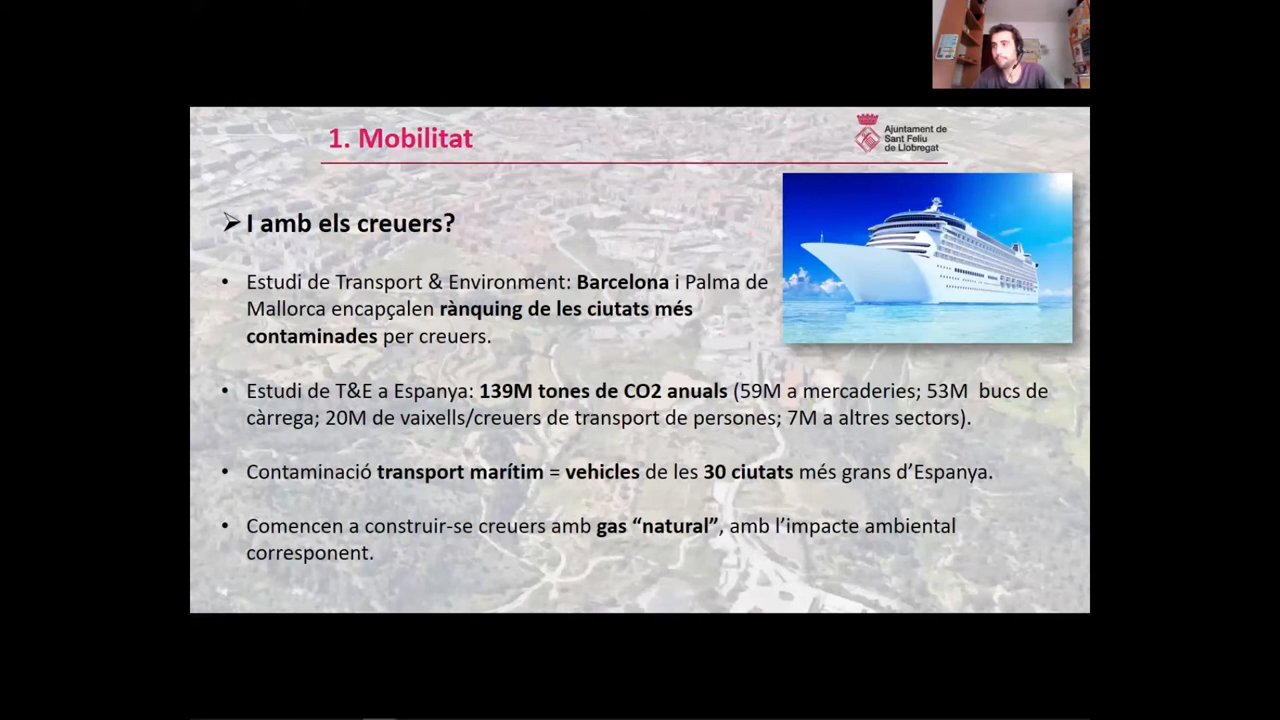 1. Mobilitat
Ajuntament de
Sant Feliu
de Llobregat
➢ I amb els creuers?
• Estudi de Transport & Environment: Barcelona i Palma de
Mallorca encapçalen rànquing de les ciutats més
contaminades per creuers.
• Estudi de T&E a Espanya: 139M tones de CO2 anuals (59M a mercaderies; 53M bucs de
càrrega; 20M de vaixells/creuers de transport de persones; 7M a altres sectors).
• Contaminació transport marítim = vehicles de les 30 ciutats més grans d’Espanya.
• Comencen a construir-se creuers amb gas “natural”, amb l’impacte ambiental
corresponent.